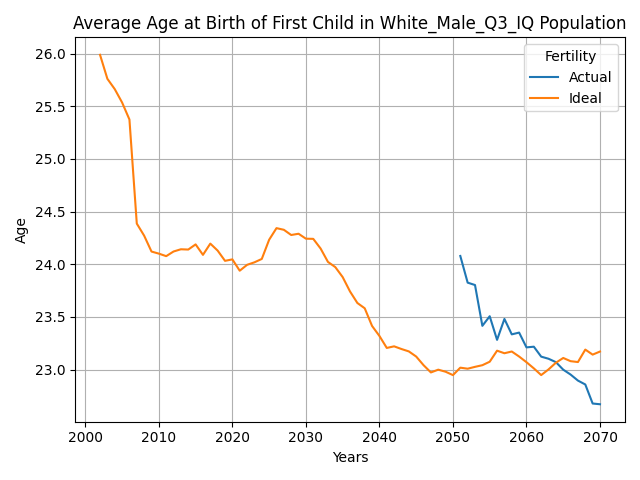 Average Age at Birth of First Child in White_Male_Q3_IQ Population
Fertility
Actual
Ideal
26.0
25.5
25.0
24.5
24.0
23.5
23.0
Age
2000 2010 2020 2030 2040 2050 2060 2070
Years